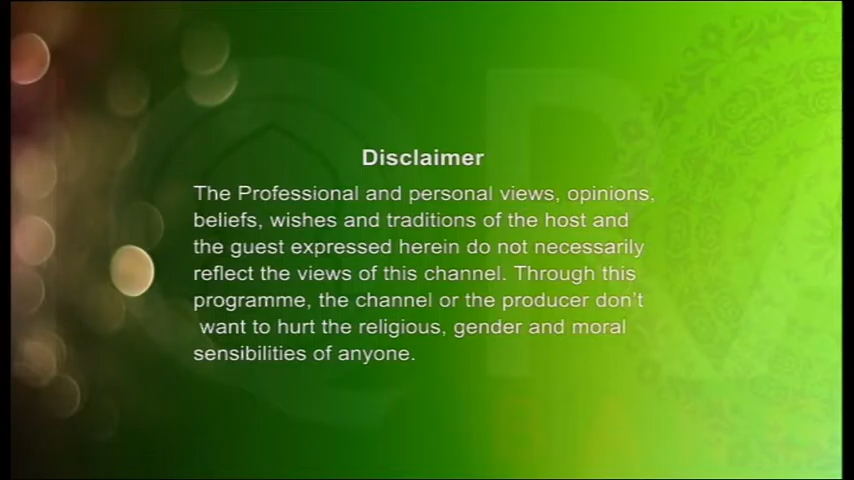 Disclaimer
The Professional and personal views, opinions,
beliefs, wishes and traditions of the host and
the guest expressed herein do not necessarily
reflect the views of this channel. Through this
programme, the channel or the producer don't
want to hurt the religious, gender and moral
sensibilities of anyone.